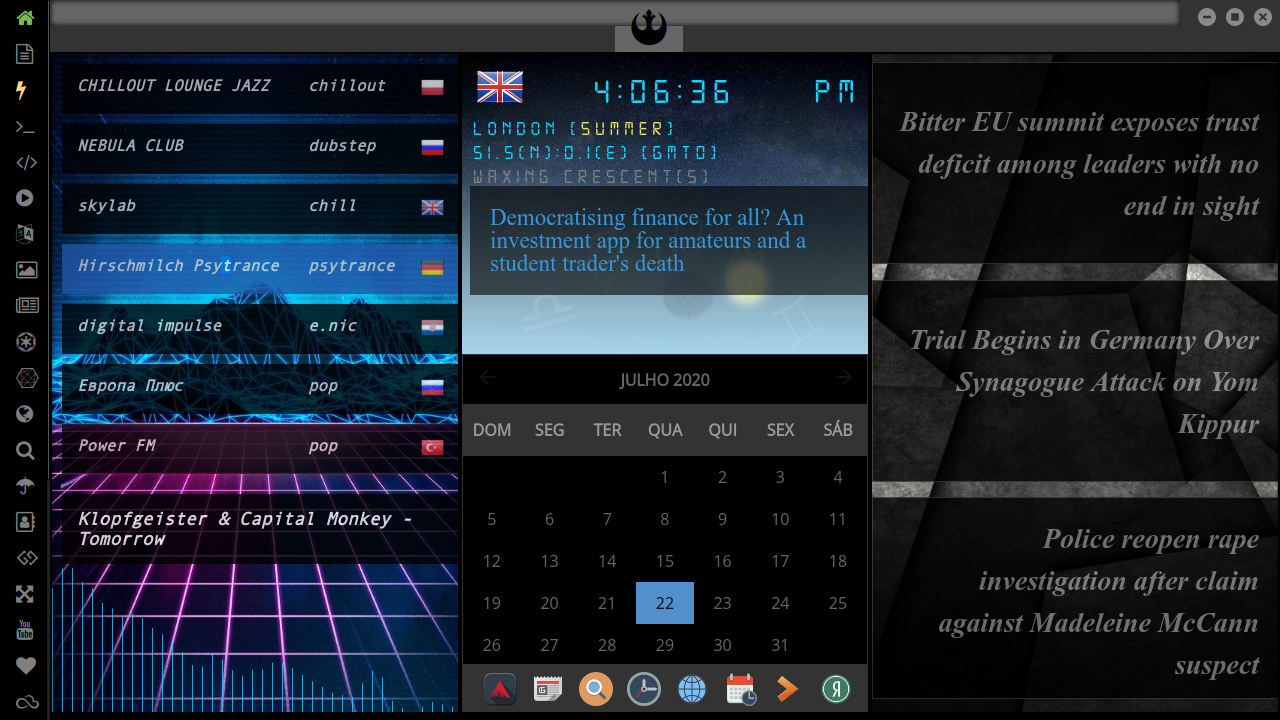 CHILLOUT LOUNGE JAZZ chillout
NEBULA CLUB dubstep
skylab chill
Hirschmilch Psytrance psytrance
digital impulse e.nic
Европа Плюс pop
Power FM pop
Klopfgeister & Capital Monkey -
Tomorrow
4:06:36 PM
LONDON (SUMMER)
51.5(N):0.1(E) (GMT0)
WAXING CRESCENT(S)
Democratising finance for all? An
investment app for amateurs and a
student trader's death
JULHO 2020
DOM SEG TER QUA QUI SEX SÁB
1 2 3 4
5 6 7 8 9 10 11
12 13 14 15 16 17 18
19 20 21 22 23 24 25
26 27 28 29 30 31
Bitter EU summit exposes trust
deficit among leaders with no
end in sight
Trial Begins in Germany Over
Synagogue Attack on Yom
Kippur
Police reopen rape
investigation after claim
against Madeleine McCann
suspect
You
Tube
Я